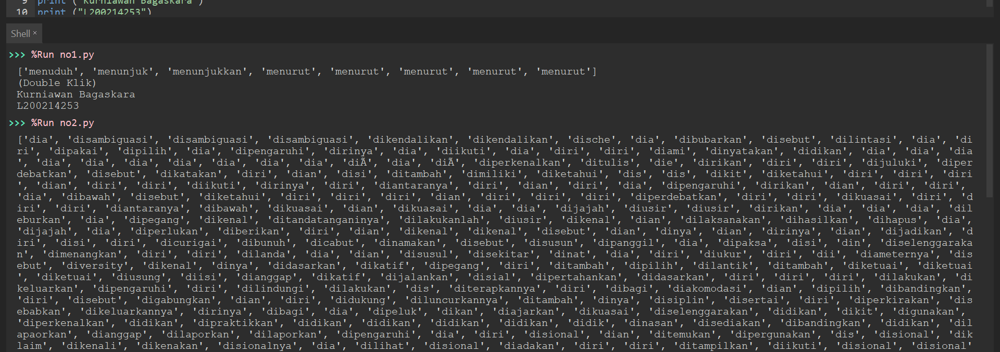 9 print ("Kurniawan Bagaskara")
10 print ("L200214253")
Shell ×
>>> %Run no1.py
['menuduh', 'menunjuk', 'menunjukkan', 'menurut', 'menurut', 'menurut', 'menurut', 'menurut']
(Double Klik)
Kurniawan Bagaskara
L200214253
>>> %Run no2.py
['dia', 'disambiguasi', 'disambiguasi', 'disambiguasi', 'dikendalikan', 'dikendalikan', 'dische', 'dia', 'dibubarkan', 'disebut', 'dilintasi', 'dia', 'di
ri', 'dipakai', 'dipilih', 'dia', 'dipengaruhi', 'dirinya', 'dia', 'diikuti', 'dia', 'diri', 'diri', 'diami', 'dinyatakan', 'didikan', 'dia', 'dia', 'dia
', 'dia', 'dia', 'dia', 'dia', 'dia', 'dia', 'dia', 'diÃ', 'dia', 'diÃ', 'diperkenalkan', 'ditulis', 'die', 'dirikan', 'diri', 'diri', 'dijuluki', 'diper
debatkan', 'disebut', 'dikatakan', 'diri', 'dian', 'disi', 'ditambah', 'dimiliki', 'diketahui', 'dis', 'dis', 'dikit', 'diketahui', 'diri', 'diri', 'diri
', 'dian', 'diri', 'diri', 'diikuti', 'dirinya', 'diri', 'diantaranya', 'diri', 'dian', 'diri', 'dia', 'dipengaruhi', 'dirikan', 'dian', 'diri', 'diri',
'dia', 'dibawah', 'disebut', 'diketahui', 'diri', 'diri', 'diri', 'dian', 'diri', 'diri', 'diri', 'diperdebatkan', 'diri', 'diri', 'dikuasai', 'diri', 'd
iri', 'diri', 'diantaranya', 'dibawah', 'dikuasai', 'dian', 'dikuasai', 'dia', 'dia', 'dijajah', 'diusir', 'diusir', 'dirikan', 'dia', 'dia', 'dia', 'dil
eburkan', 'dia', 'dipegang', 'dikenal', 'ditandatanganinya', 'dilakukanlah', 'diusir', 'dikenal', 'dian', 'dilaksanakan', 'dihasilkan', 'dihapus', 'dia',
'dijajah', 'dia', 'diperlukan', 'diberikan', 'diri', 'dian', 'dikenal', 'dikenal', 'disebut', 'dian', 'dinya', 'dian', 'dirinya', 'dian', 'dijadikan', 'd
iri', 'disi', 'diri', 'dicurigai', 'dibunuh', 'dicabut', 'dinamakan', 'disebut', 'disusun', 'dipanggil', 'dia', 'dipaksa', 'disi', 'din', 'diselenggaraka
n', 'dimenangkan', 'diri', 'diri', 'dilanda', 'dia', 'dian', 'disusul', 'disekitar', 'dinat', 'dia', 'diri', 'diukur', 'diri', 'dii', 'diameternya', 'dis
ebut', 'diversity', 'dikenal', 'dinya', 'didasarkan', 'dikatif', 'dipegang', 'diri', 'ditambah', 'dipilih', 'dilantik', 'ditambah', 'diketuai', 'diketuai
', 'diketuai', 'diusung', 'diisi', 'dianggap', 'dikatif', 'dijalankan', 'disial', 'dipertahankan', 'didasarkan', 'diri', 'diri', 'diri', 'dilakukan', 'di
keluarkan', 'dipengaruhi', 'diri', 'dilindungi', 'dilakukan', 'dis', 'diterapkannya', 'diri', 'dibagi', 'diakomodasi', 'dian', 'dipilih', 'dibandingkan',
'diri', 'disebut', 'digabungkan', 'dian', 'diri', 'didukung', 'diluncurkannya', 'ditambah', 'dinya', 'disiplin', 'disertai', 'diri', 'diperkirakan', 'dis
ebabkan', 'dikeluarkannya', 'dirinya', 'dibagi', 'dia', 'dipeluk', 'dikan', 'diajarkan', 'dikuasai', 'diselenggarakan', 'didikan', 'dikit', 'digunakan',
'diperkenalkan', 'didikan', 'dipraktikkan', 'didikan', 'didikan', 'didikan', 'didikan', 'didik', 'dinasan', 'disediakan', 'dibandingkan', 'didikan', 'dil
apaorkan', 'dianggap', 'dilaporkan', 'dilaporkan', 'dipengaruhi', 'dia', 'diri', 'disional', 'dian', 'ditemukan', 'dipergunakan', 'dis', 'disional', 'dik
laim', 'dikenali', 'dikenakan', 'disionalnya', 'dia', 'dilihat', 'disional', 'diadakan', 'diri', 'diri', 'ditampilkan', 'diikuti', 'disional', 'disional'